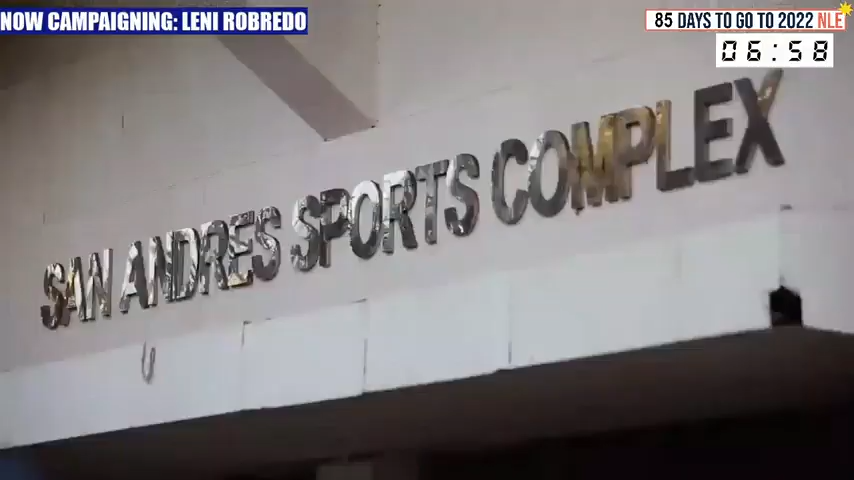 NOW CAMPAIGNING: LENI ROBREDO
85 DAYS TO GO TO 2022 NLE
06:58
SAN ANDRES SPORTS COMPLEX